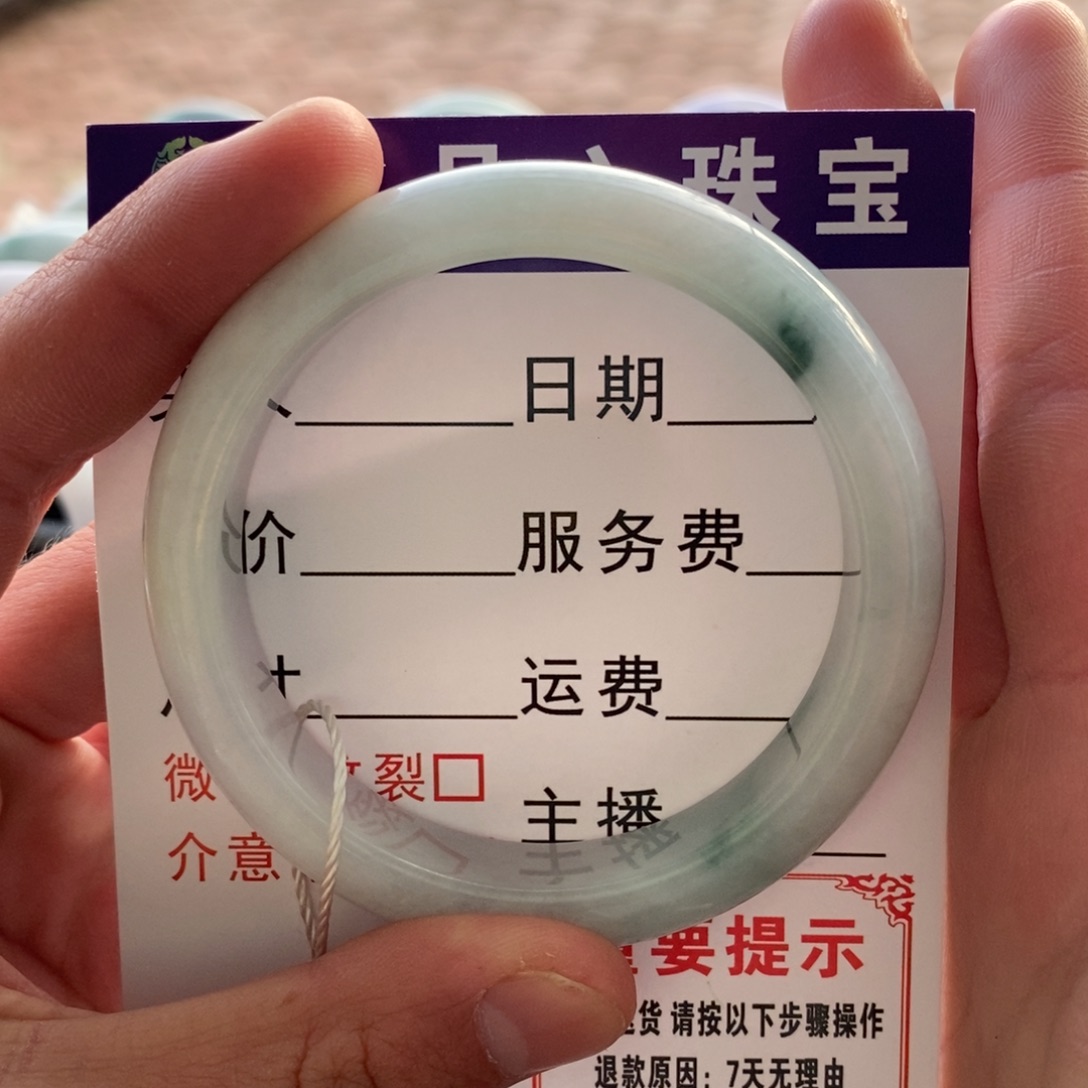 珠宝
日期
价 服务费
运费
微 裂□
主播
介意
要提示
货 请按以下步骤操作
退款原因：7天无理由